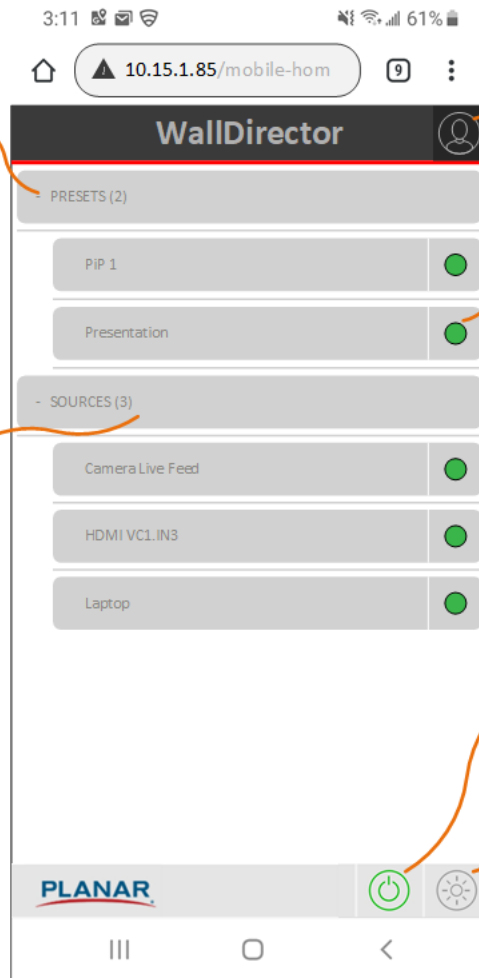 3:11 61%
10.15.1.85/mobile-hom 9
WallDirector
- PRESETS (2)
PiP 1
Presentation
- SOURCES (3)
Camera Live Feed
HDMI VC1.IN3
Laptop
PLANAR